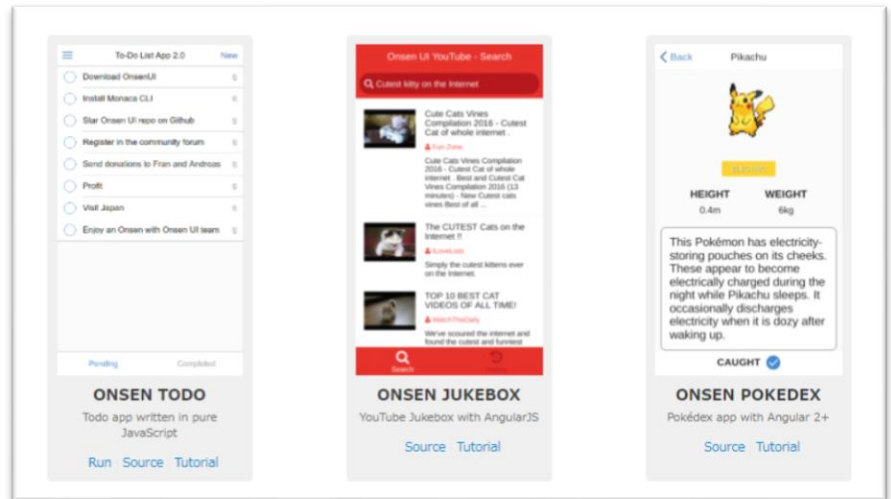 To-Do List App 2.0 New
Download OnsenUI
Install Monaca CLI
Star Onsen UI repo on Github
Register in the community forum
Send donations to Fran and Andreas
Profit
Visit Japan
Enjoy an Onsen with Onsen UI team
Pending Completed
ONSEN TODO
Todo app written in pure
JavaScript
Run Source Tutorial
Onsen UI YouTube - Search
Cutest kitty on the Internet
Cute Cats Vines
Compilation 2016 - Cutest
Cat of whole internet .
Fun Zone
Cute Cats Vines Compilation
2016 - Cutest Cat of whole
internet . Best and Cutest Cat
Vines Compilation 2016 (13
minutes) - New Cutest cats
vines Best of all ...
The CUTEST Cats on the
Internet !!
Simply the cutest kittens ever
on the Internet.
TOP 10 BEST CAT
VIDEOS OF ALL TIME!
WatchTheDaily
We've scoured the internet and
found the cutest and funniest
Search
ONSEN JUKEBOX
YouTube Jukebox with AngularJS
Source Tutorial
Back Pikachu
HEIGHT WEIGHT
0.4m 6kg
This Pokémon has electricity-
storing pouches on its cheeks.
These appear to become
electrically charged during the
night while Pikachu sleeps. It
occasionally discharges
electricity when it is dozy after
waking up.
CAUGHT
ONSEN POKEDEX
Pokédex app with Angular 2+
Source Tutorial